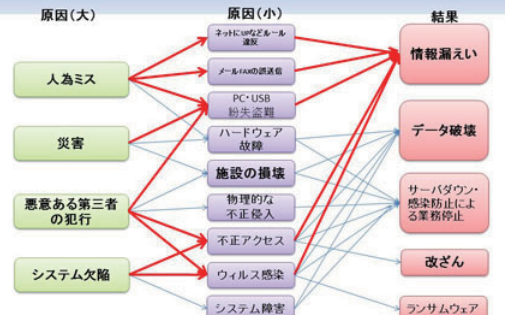 原因(大)
原因(小)
結果
人為ミス
災害
悪意ある第三者
の犯行
システム欠陥
ネットにUPなどルール
違反
メールFAXの誤送信
PC・USB
紛失盗難
ハードウェア
故障
施設の損壊
物理的な
不正侵入
不正アクセス
ウィルス感染
システム障害
情報漏えい
データ破壊
サーバダウン・
感染防止によ
る業務停止
改ざん
ランサムウェア